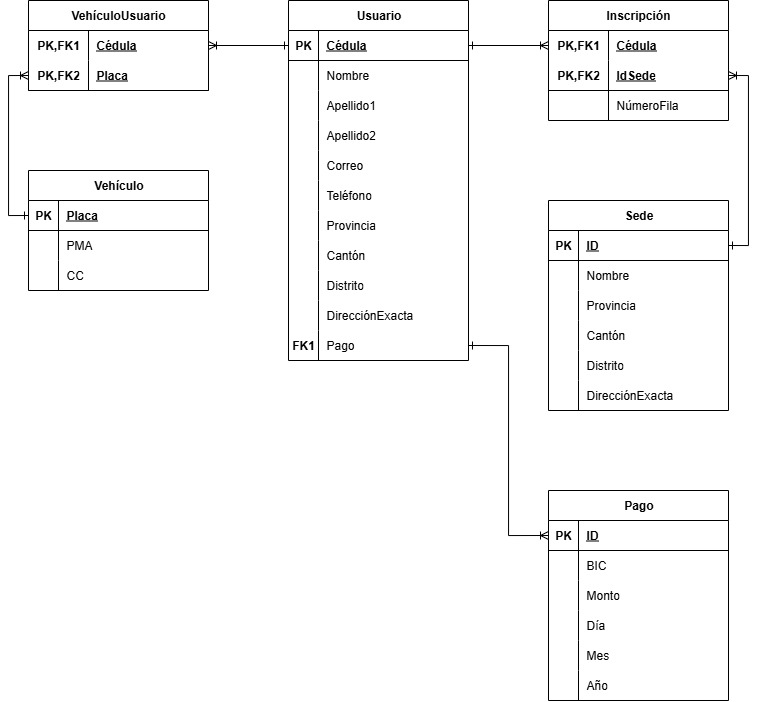 VehículoUsuario
PK,FK1 Cédula
PK,FK2 Placa
Vehículo
PK Placa
PMA
CC
Usuario
PK Cédula
Nombre
Apellido1
Apellido2
Correo
Teléfono
Provincia
Cantón
Distrito
DirecciónExacta
FK1 Pago
Inscripción
PK,FK1 Cédula
PK,FK2 IdSede
NúmeroFila
Sede
PK ID
Nombre
Provincia
Cantón
Distrito
DirecciónExacta
Pago
PK ID
BIC
Monto
Día
Mes
Año